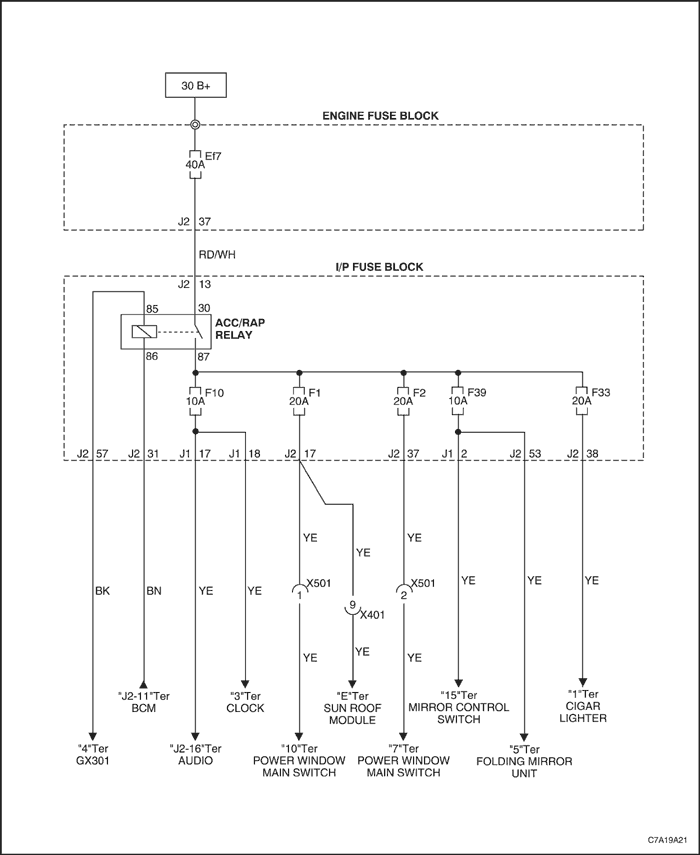 30 B+
ENGINE FUSE BLOCK
Ef7
40A
J2 37
RD/WH
I/P FUSE BLOCK
J2 13
85 30
ACC/RAP
RELAY
86 87
F10 F1 F2 F39 F33
10A 20A 20A 10A 20A
J2 57 J2 31 J1 17 J1 18 J2 17 J2 37 J1 2 J2 53 J2 38
YE YE
YE
BK BN YE YE YE YE YE
X501 X501
1 2
9
X401
YE YE YE
"J2-11"Ter
BCM
"3"Ter
CLOCK
"E"Ter
SUN ROOF
MODULE
"15"Ter
MIRROR CONTROL
SWITCH
"1"Ter
CIGAR
LIGHTER
"4"Ter
GX301
"J2-16"Ter
AUDIO
"10"Ter
POWER WINDOW
MAIN SWITCH
"7"Ter
POWER WINDOW
MAIN SWITCH
"5"Ter
FOLDING MIRROR
UNIT
C7A19A21